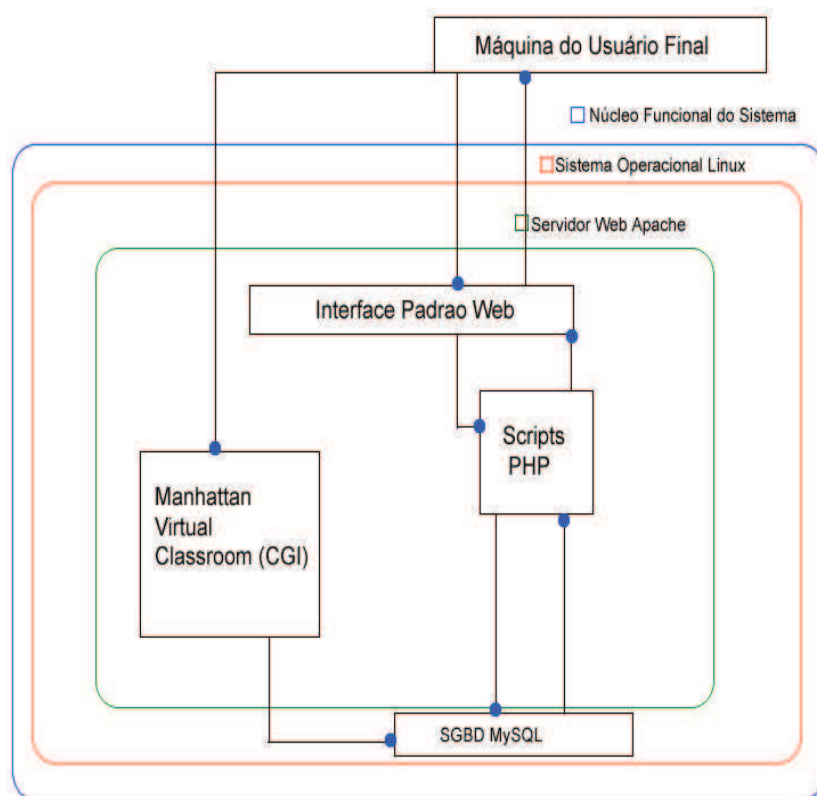 Máquina do Usuário Final
Núcleo Funcional do Sistema
Sistema Operacional Linux
Servidor Web Apache
Interface Padrao Web
Scripts
PHP
Manhattan
Virtual
Classroom (CGI)
SGBD MySQL